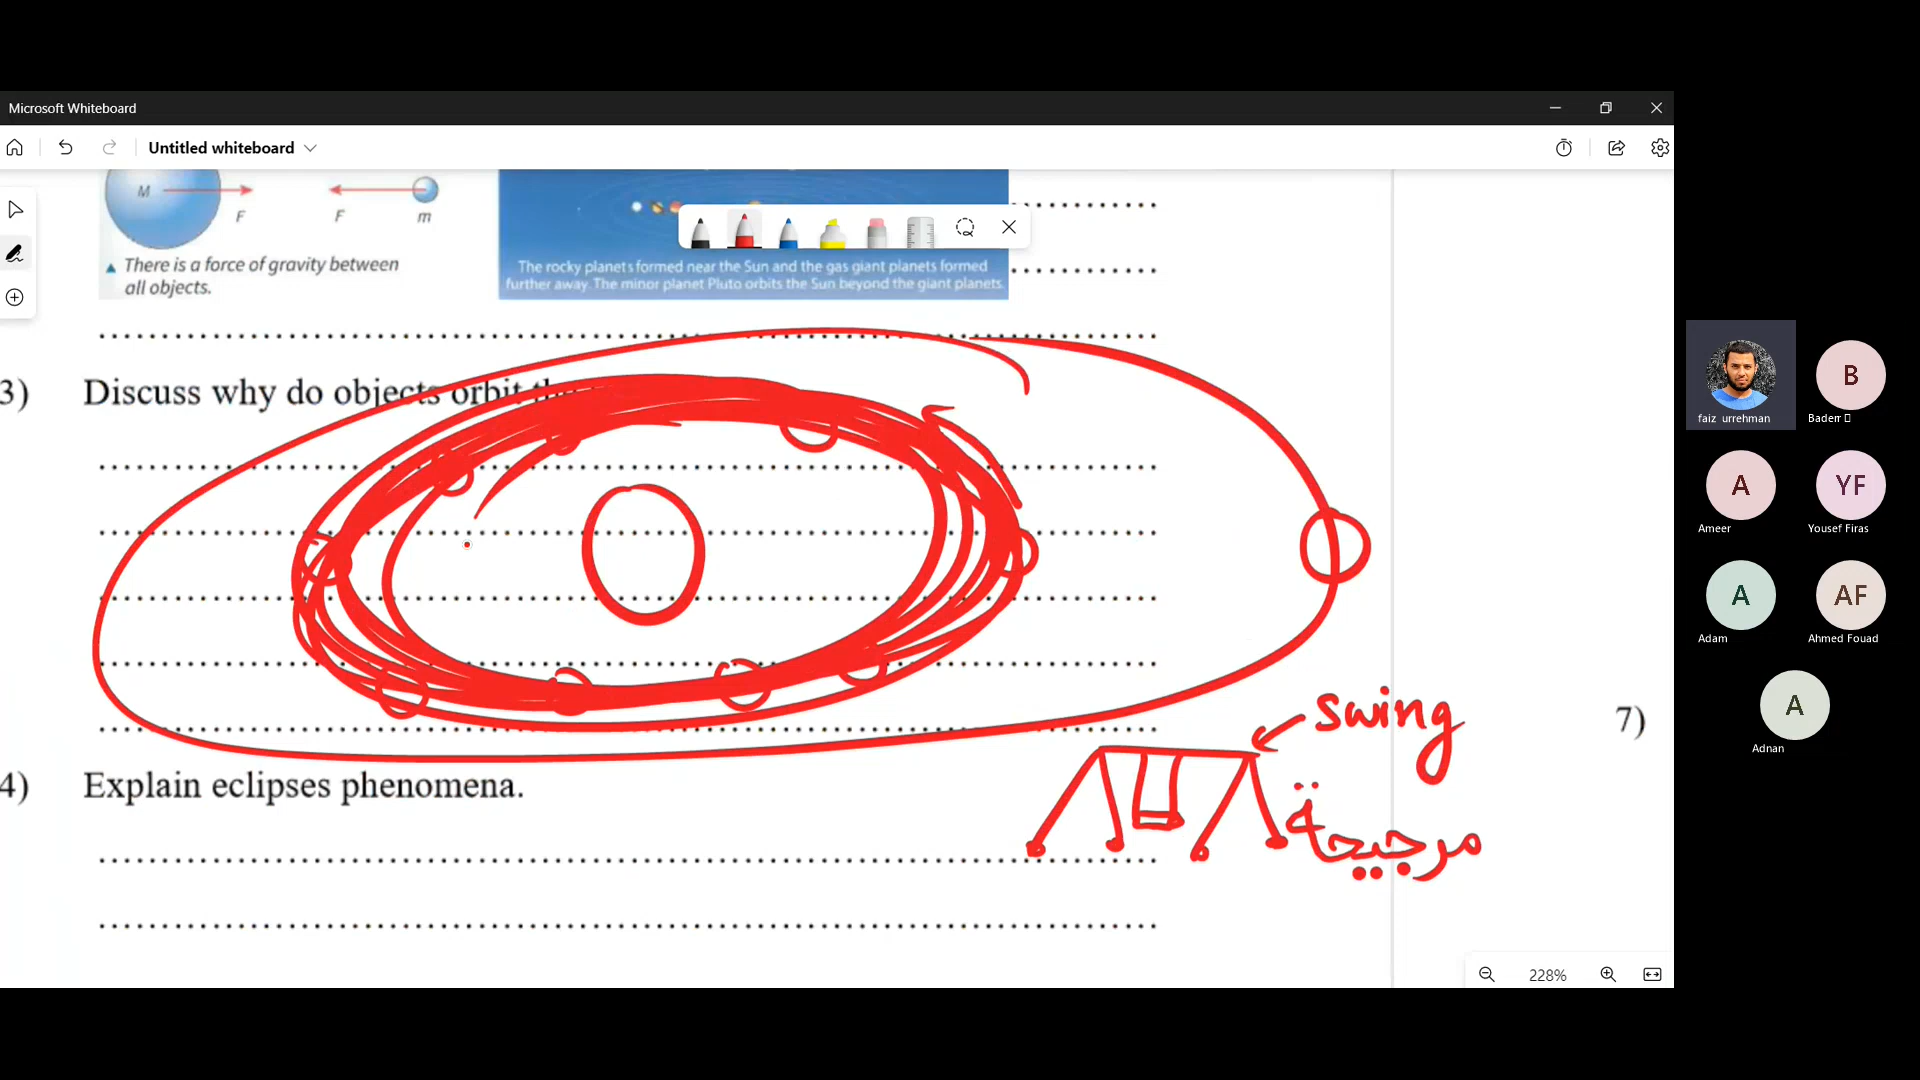 Microsoft Whiteboard
Untitled whiteboard
M
F
F
m
▲ There is a force of gravity between
all objects.
The rocky planets formed near the Sun and the gas giant planets formed
further away. The minor planet Pluto orbits the Sun beyond the giant planets.
3) Discuss why do objects orbit
swing
مرجيحة
7)
4) Explain eclipses phenomena.
228%
faiz urrehman
B
Baderr
A
Ameer
YF
Yousef Firas
A
Adam
AF
Ahmed Fouad
A
Adnan